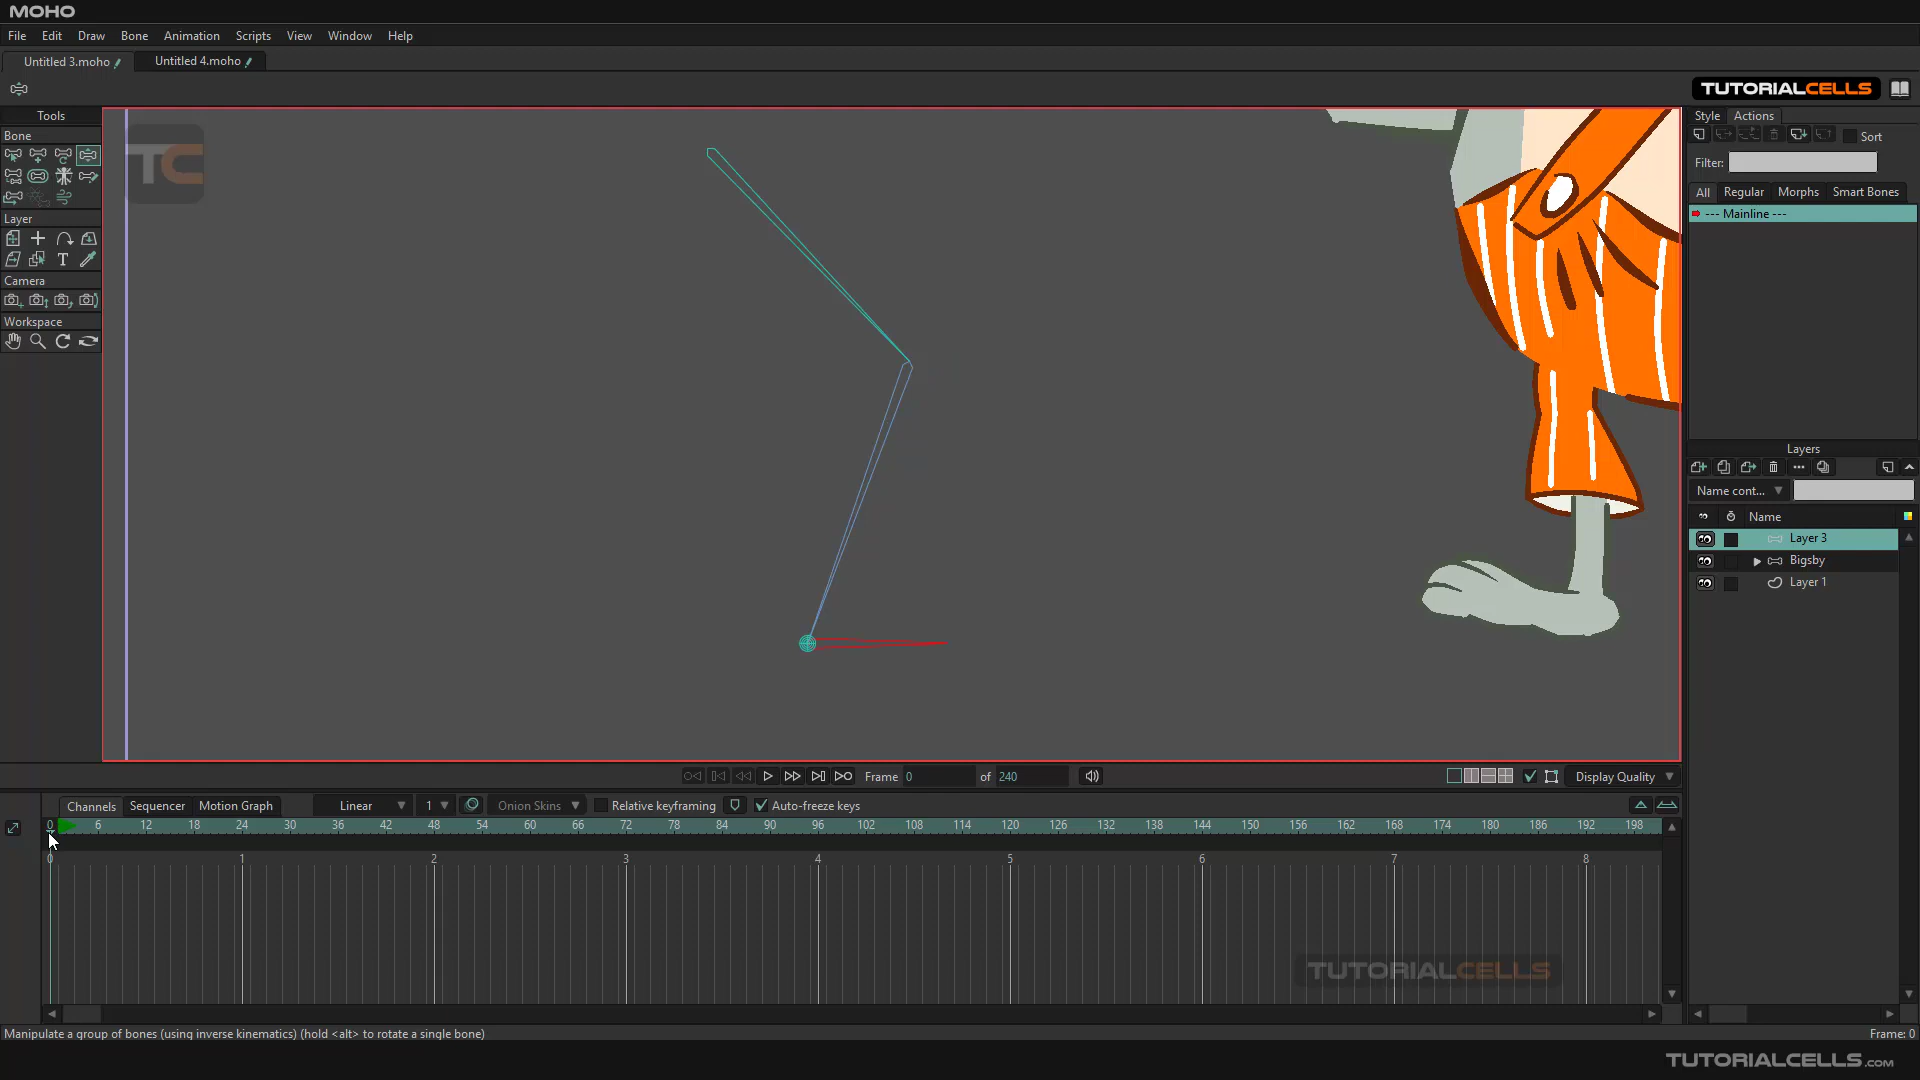 MOHO
File Edit Draw Bone Animation Scripts View Window Help
Untitled 3.moho Untitled 4.moho
TUTORIALCELLS
Tools
Bone
Layer
T
Camera
Workspace
TC
Style Actions
Sort
Filter:
All Regular Morphs Smart Bones
--- Mainline ---
Layers
Name cont...
Name
Layer 3
Bigsby
Layer 1
Frame 0 of 240 Display Quality
Channels Sequencer Motion Graph Linear 1 Onion Skins Relative keyframing Auto-freeze keys
0 6 12 18 24 30 36 42 48 54 60 66 72 78 84 90 96 102 108 114 120 126 132 138 144 150 156 162 168 174 180 186 192 198
0 1 2 3 4 5 6 7 8
TUTORIALCELLS
Manipulate a group of bones (using inverse kinematics) (hold <alt> to rotate a single bone) Frame: 0
TUTORIALCELLS.COM